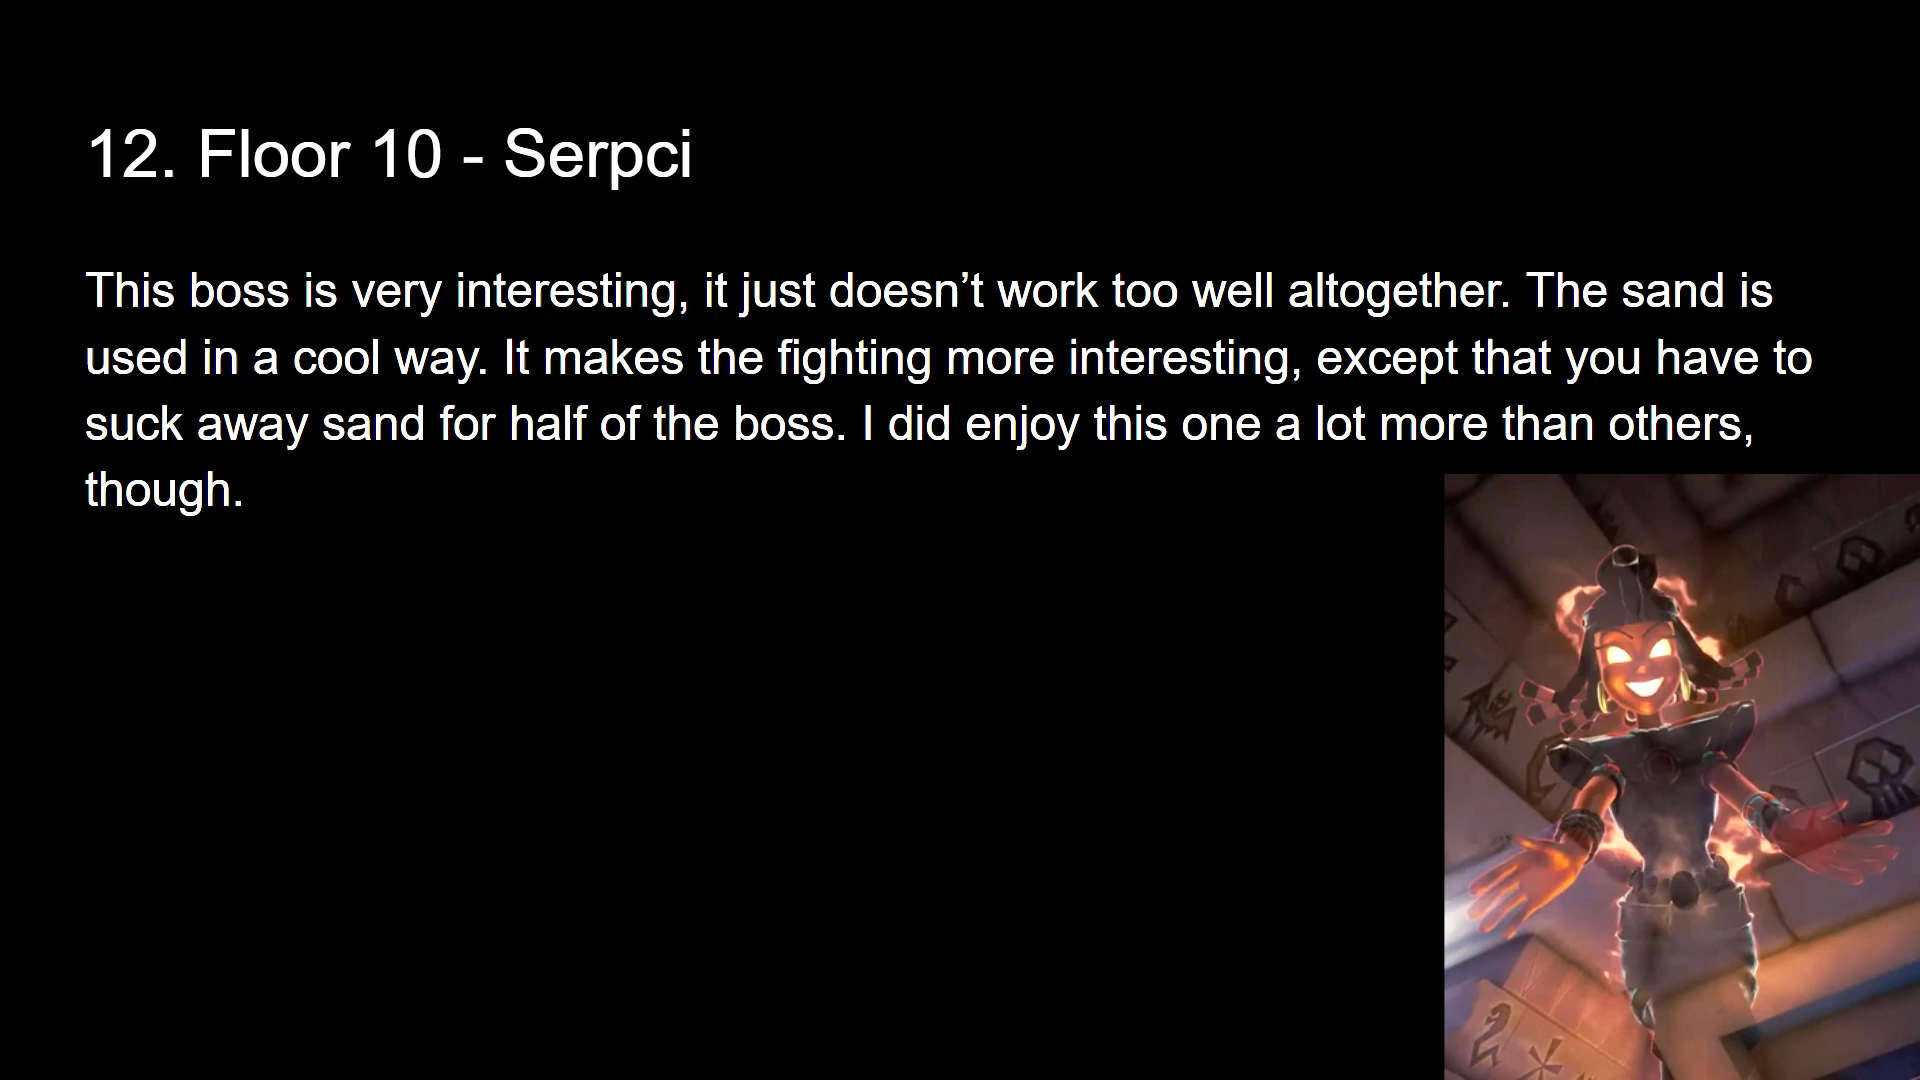 12. Floor 10 - Serpci
This boss is very interesting, it just doesn’t work too well altogether. The sand is
used in a cool way. It makes the fighting more interesting, except that you have to
suck away sand for half of the boss. I did enjoy this one a lot more than others,
though.